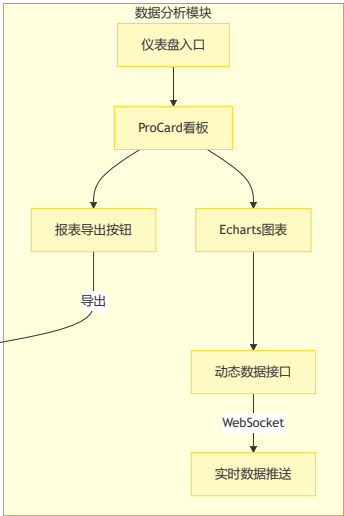 数据分析模块
仪表盘入口
ProCard看板
报表导出按钮
Echarts图表
导出
动态数据接口
WebSocket
实时数据推送